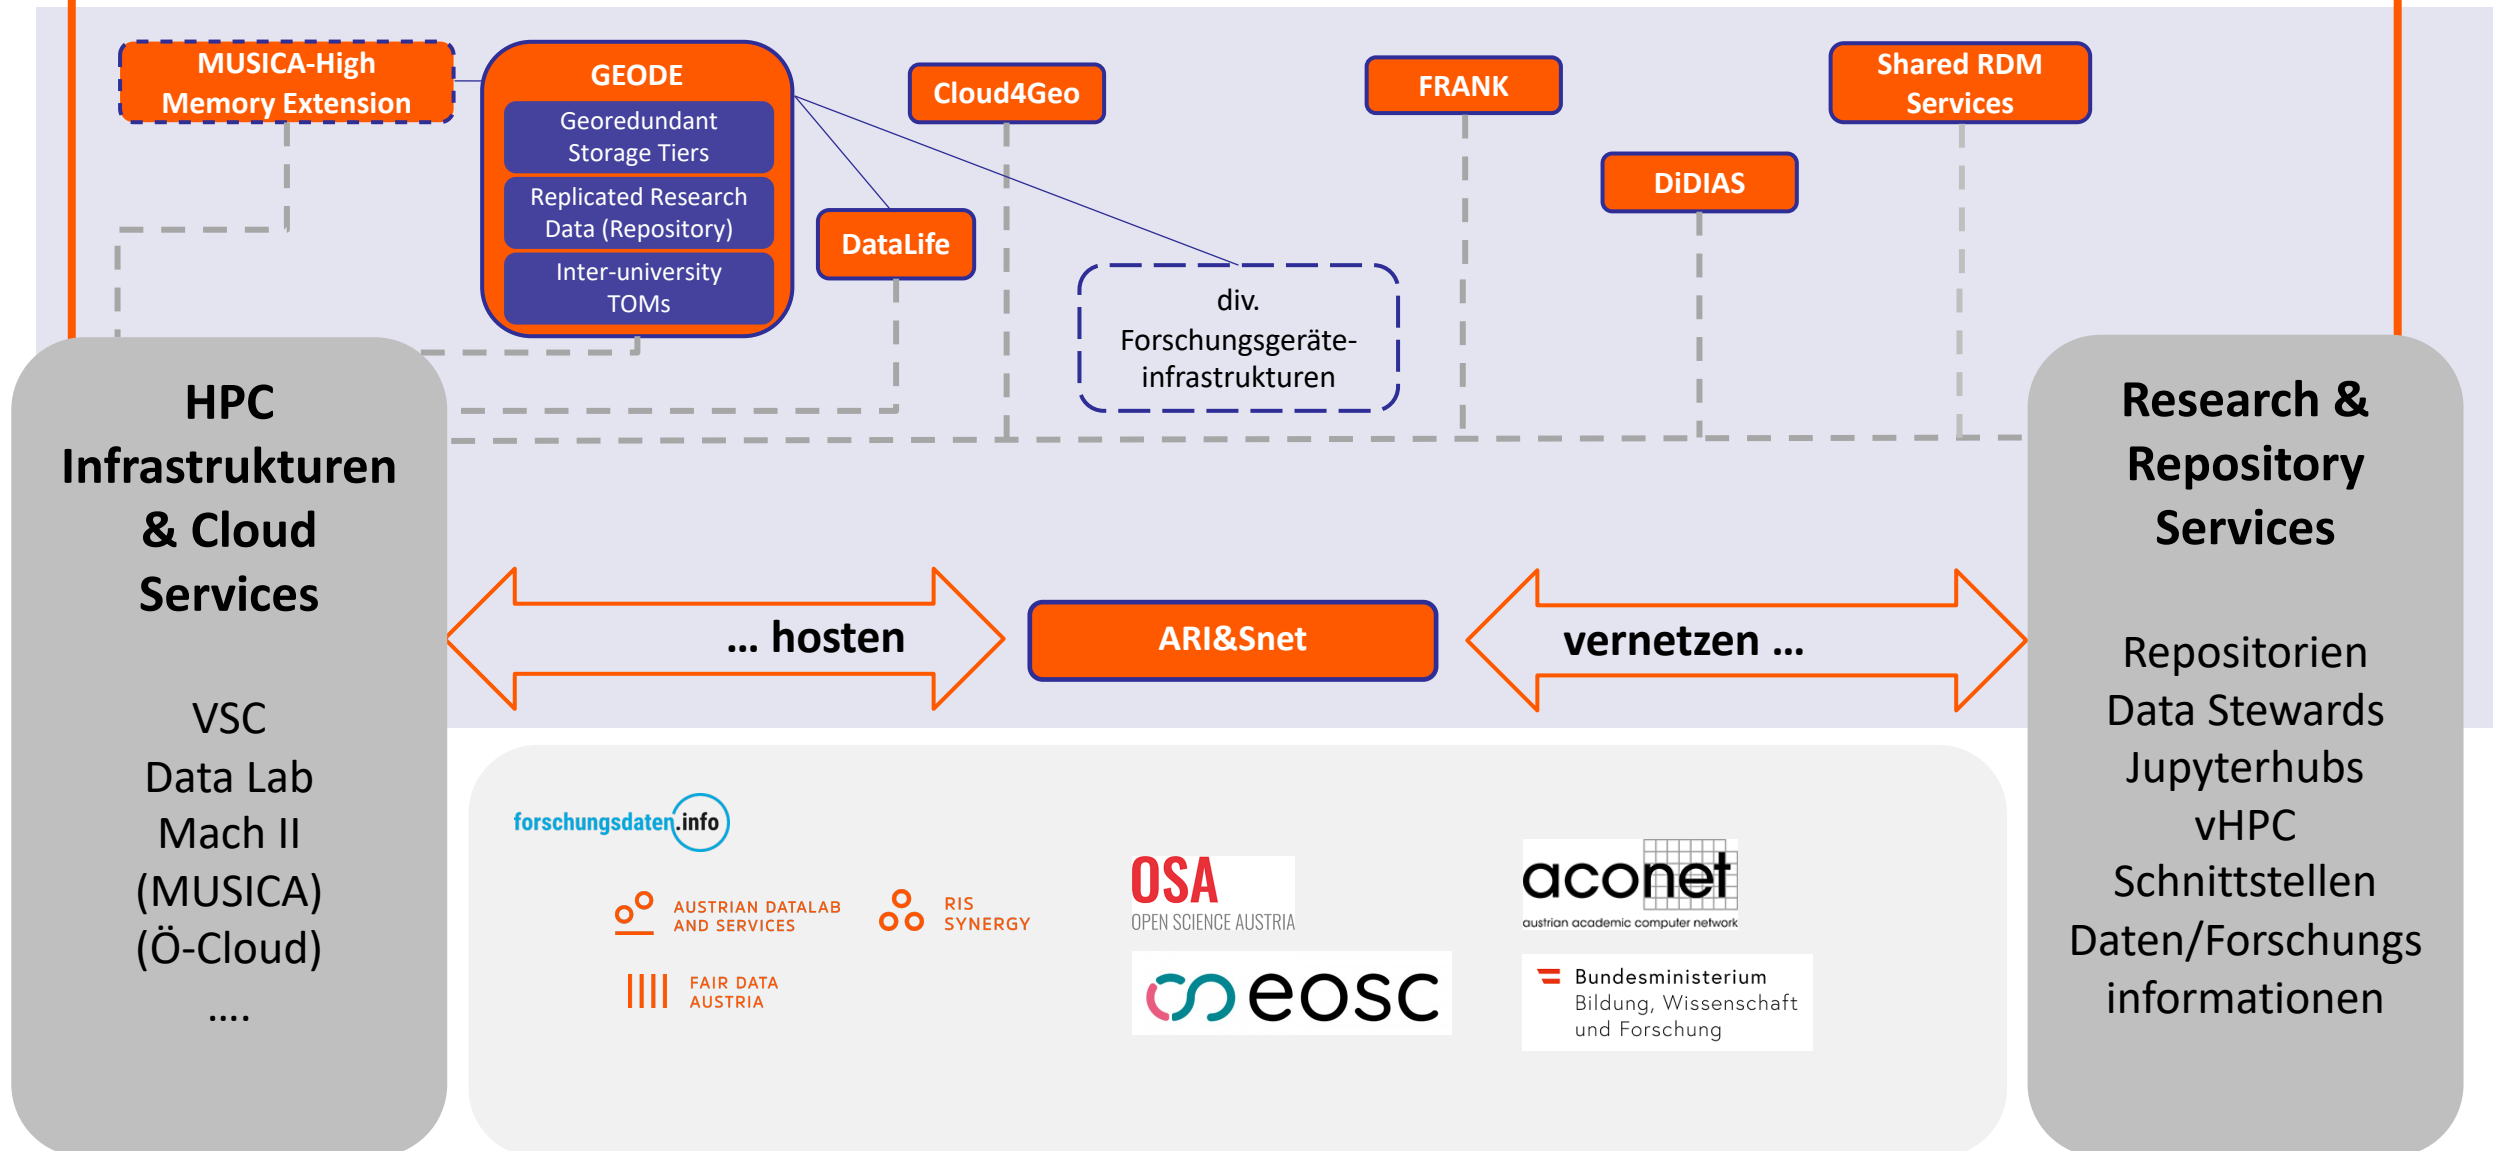 MUSICA-High
Memory Extension
GEODE
Georedundant
Storage Tiers
Replicated Research
Data (Repository)
Inter-university
TOMs
Cloud4Geo
DataLife
FRANK
DiDIAS
Shared RDM
Services
div.
Forschungsgeräte-
infrastrukturen
HPC
Infrastrukturen
& Cloud
Services
VSC
Data Lab
Mach II
(MUSICA)
(Ö-Cloud)
....
... hosten
ARI&Snet
vernetzen ...
Research &
Repository
Services
Repositorien
Data Stewards
Jupyterhubs
vHPC
Schnittstellen
Daten/Forschungs
informationen
forschungsdaten.info
AUSTRIAN DATALAB
AND SERVICES
RIS
SYNERGY
FAIR DATA
AUSTRIA
OSA
OPEN SCIENCE AUSTRIA
eosc
aconet
austrian academic computer network
Bundesministerium
Bildung, Wissenschaft
und Forschung